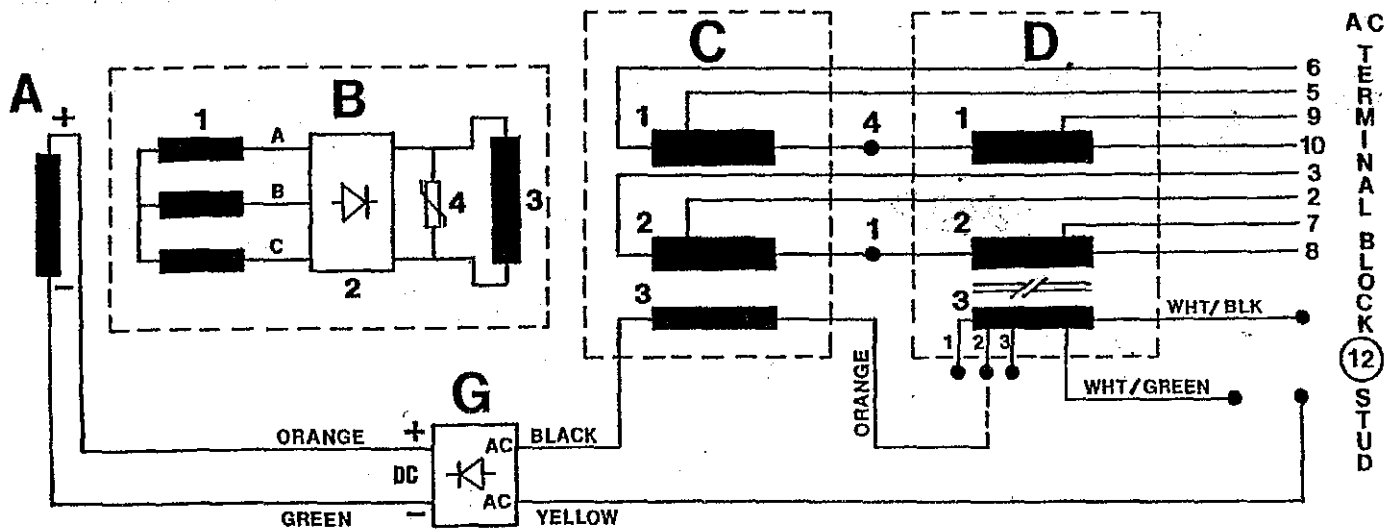 A
+
−
B
1
A
B
C
2
4
3
C
1
2
3
4
1
D
1
2
3
1 2 3
6
5
9
10
3
2
7
8
WHT/BLK
WHT/GREEN
ORANGE
G
ORANGE
+
DC
−
GREEN
AC
AC
BLACK
YELLOW
AC
TERMINAL
BLOCK
12
STUD